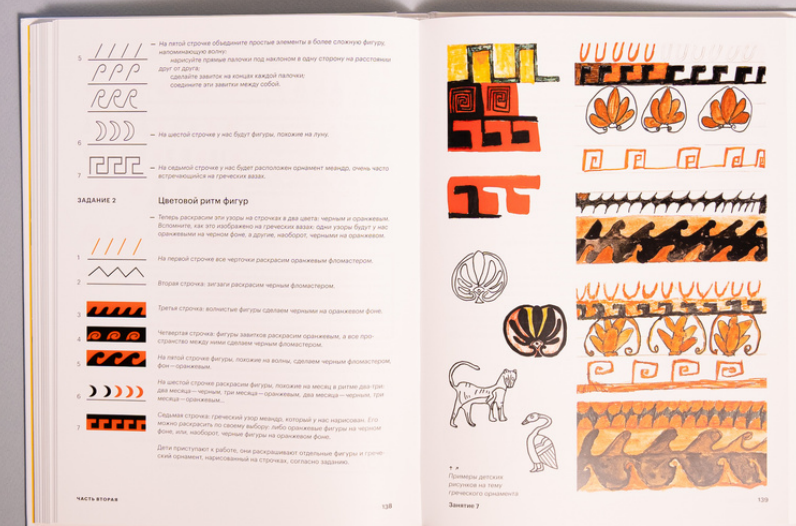 5
— На пятой строчке объедините простые элементы в более сложную фигуру,
напоминающую волну:
нарисуйте прямые палочки под наклоном в одну сторону на расстоянии
друг от друга;
сделайте завиток на концах каждой палочки;
соедините эти завитки между собой.
6
— На шестой строчке у нас будут фигуры, похожие на луну.
7
— На седьмой строчке у нас будет расположен орнамент меандр, очень часто
встречающийся на греческих вазах.
ЗАДАНИЕ 2
Цветовой ритм фигур
— Теперь раскрасим эти узоры на строчках в два цвета: черным и оранжевым.
Вспомните, как это изображено на греческих вазах: одни узоры будут у нас
оранжевыми на черном фоне, а другие, наоборот, черными на оранжевом.
1
— На первой строчке все черточки раскрасим оранжевым фломастером.
2
Вторая строчка: зигзаги раскрасим черным фломастером.
3
Третья строчка: волнистые фигуры сделаем черными на оранжевом фоне.
4
Четвертая строчка: фигуры завитков раскрасим оранжевым, а все про-
странство между ними сделаем черным фломастером.
5
— На пятой строчке фигуры, похожие на волны, сделаем черным фломастером,
фон — оранжевым.
6
— На шестой строчке раскрасим фигуры, похожие на месяц в ритме два-три:
два месяца — черным, три месяца — оранжевым, два месяца — черным, три
месяца — оранжевым...
7
Седьмая строчка: греческий узор меандр, который у нас нарисован. Его
можно раскрасить по своему выбору: либо оранжевые фигуры на черном
фоне, или, наоборот, черные фигуры на оранжевом фоне.
Дети приступают к работе, они раскрашивают отдельные фигуры и грече-
ский орнамент, нарисованный на строчках, согласно заданию.
ЧАСТЬ ВТОРАЯ
138
Примеры детских
рисунков на тему
греческого орнамента
Занятие 7
139